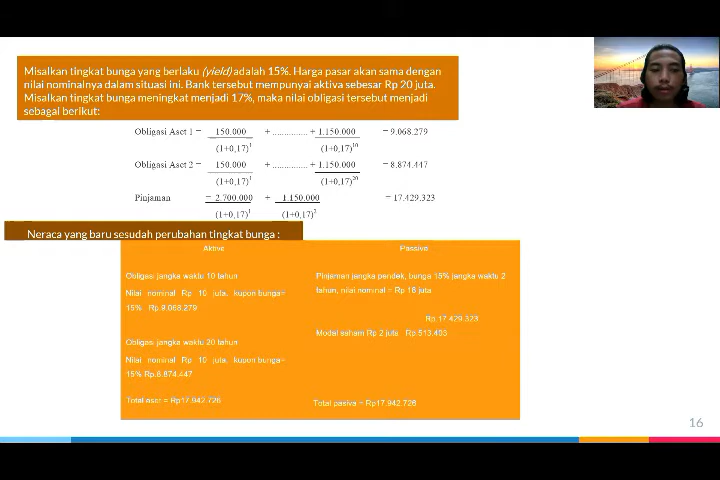 Misalkan tingkat bunga yang berlaku (yield) adalah 15%. Harga pasar akan sama dengan
nilai nominalnya dalam situasi ini. Bank tersebut mempunyai aktiva sebesar Rp 20 juta.
Misalkan tingkat bunga meningkat menjadi 17%, maka nilai obligasi tersebut menjadi
sebagai berikut:
Obligasi Aset 1 = 150.000 + .............. + 1.150.000 = 9.068.279
(1+0,17)1 (1+0,17)10
Obligasi Aset 2 = 150.000 + .............. + 1.150.000 = 8.874.447
(1+0,17)1 (1+0,17)20
Pinjaman = 2.700.000 + 1.150.000 = 17.429.323
(1+0,17)1 (1+0,17)2
Neraca yang baru sesudah perubahan tingkat bunga :
Aktiva
Obligasi jangka waktu 10 tahun
Nilai nominal Rp 10 juta, kupon bunga=
15% Rp.9.068.279
Obligasi jangka waktu 20 tahun
Nilai nominal Rp 10 juta, kupon bunga=
15% Rp.8.874.447
Total aset = Rp17.942.726
Passiva
Pinjaman jangka pendek, bunga 15% jangka waktu 2
tahun, nilai nominal = Rp 18 juta
Rp.17.429.323
Modal saham Rp 2 juta Rp.513.403
Total pasiva = Rp17.942.726
16